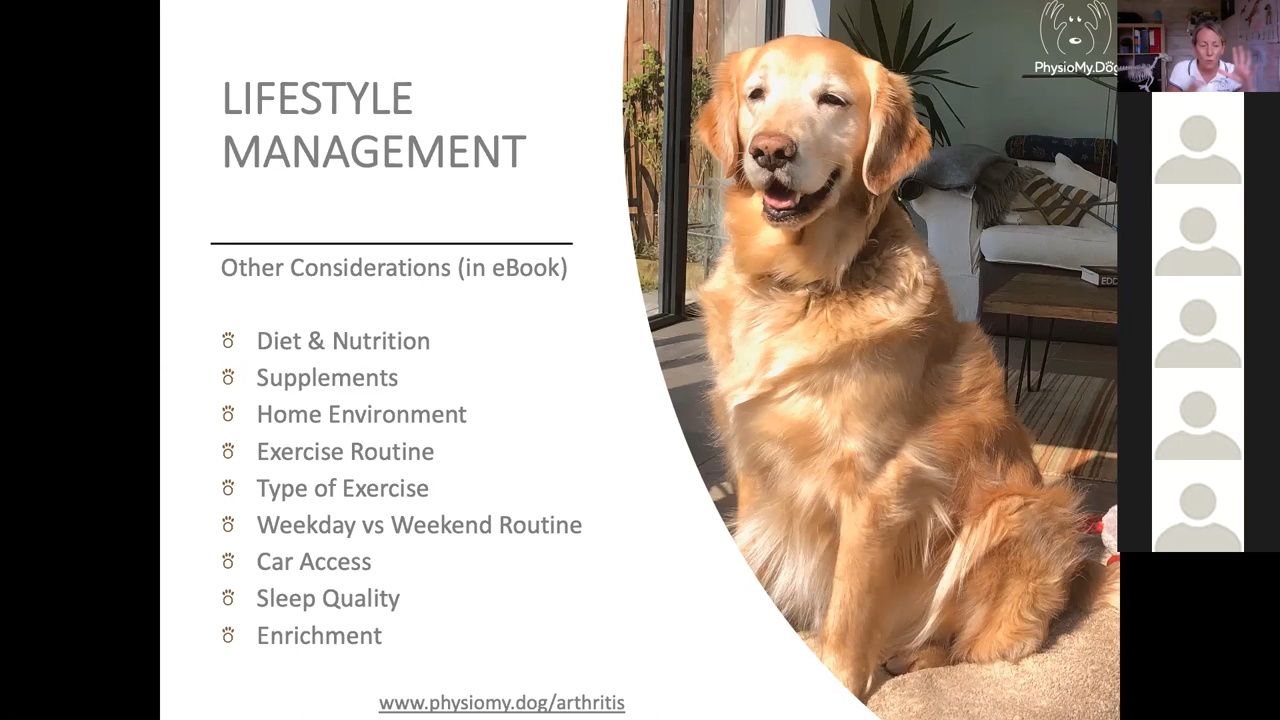 LIFESTYLE
MANAGEMENT
Other Considerations (in eBook)
Diet & Nutrition
Supplements
Home Environment
Exercise Routine
Type of Exercise
Weekday vs Weekend Routine
Car Access
Sleep Quality
Enrichment
www.physiomy.dog/arthritis
PhysioMy.Dog
EDD